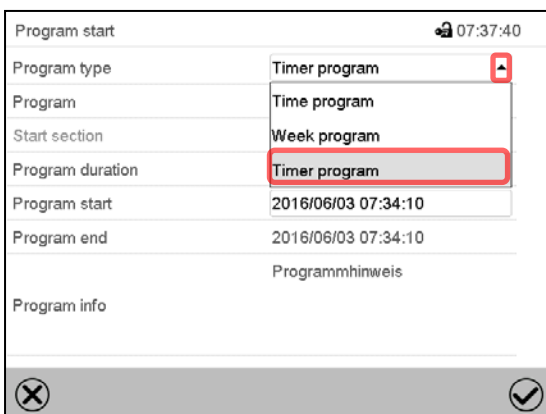 Program start 07:37:40
Program type Timer program
Program Time program
Start section Week program
Program duration Timer program
Program start 2016/06/03 07:34:10
Program end 2016/06/03 07:34:10
Programmhinweis
Program info